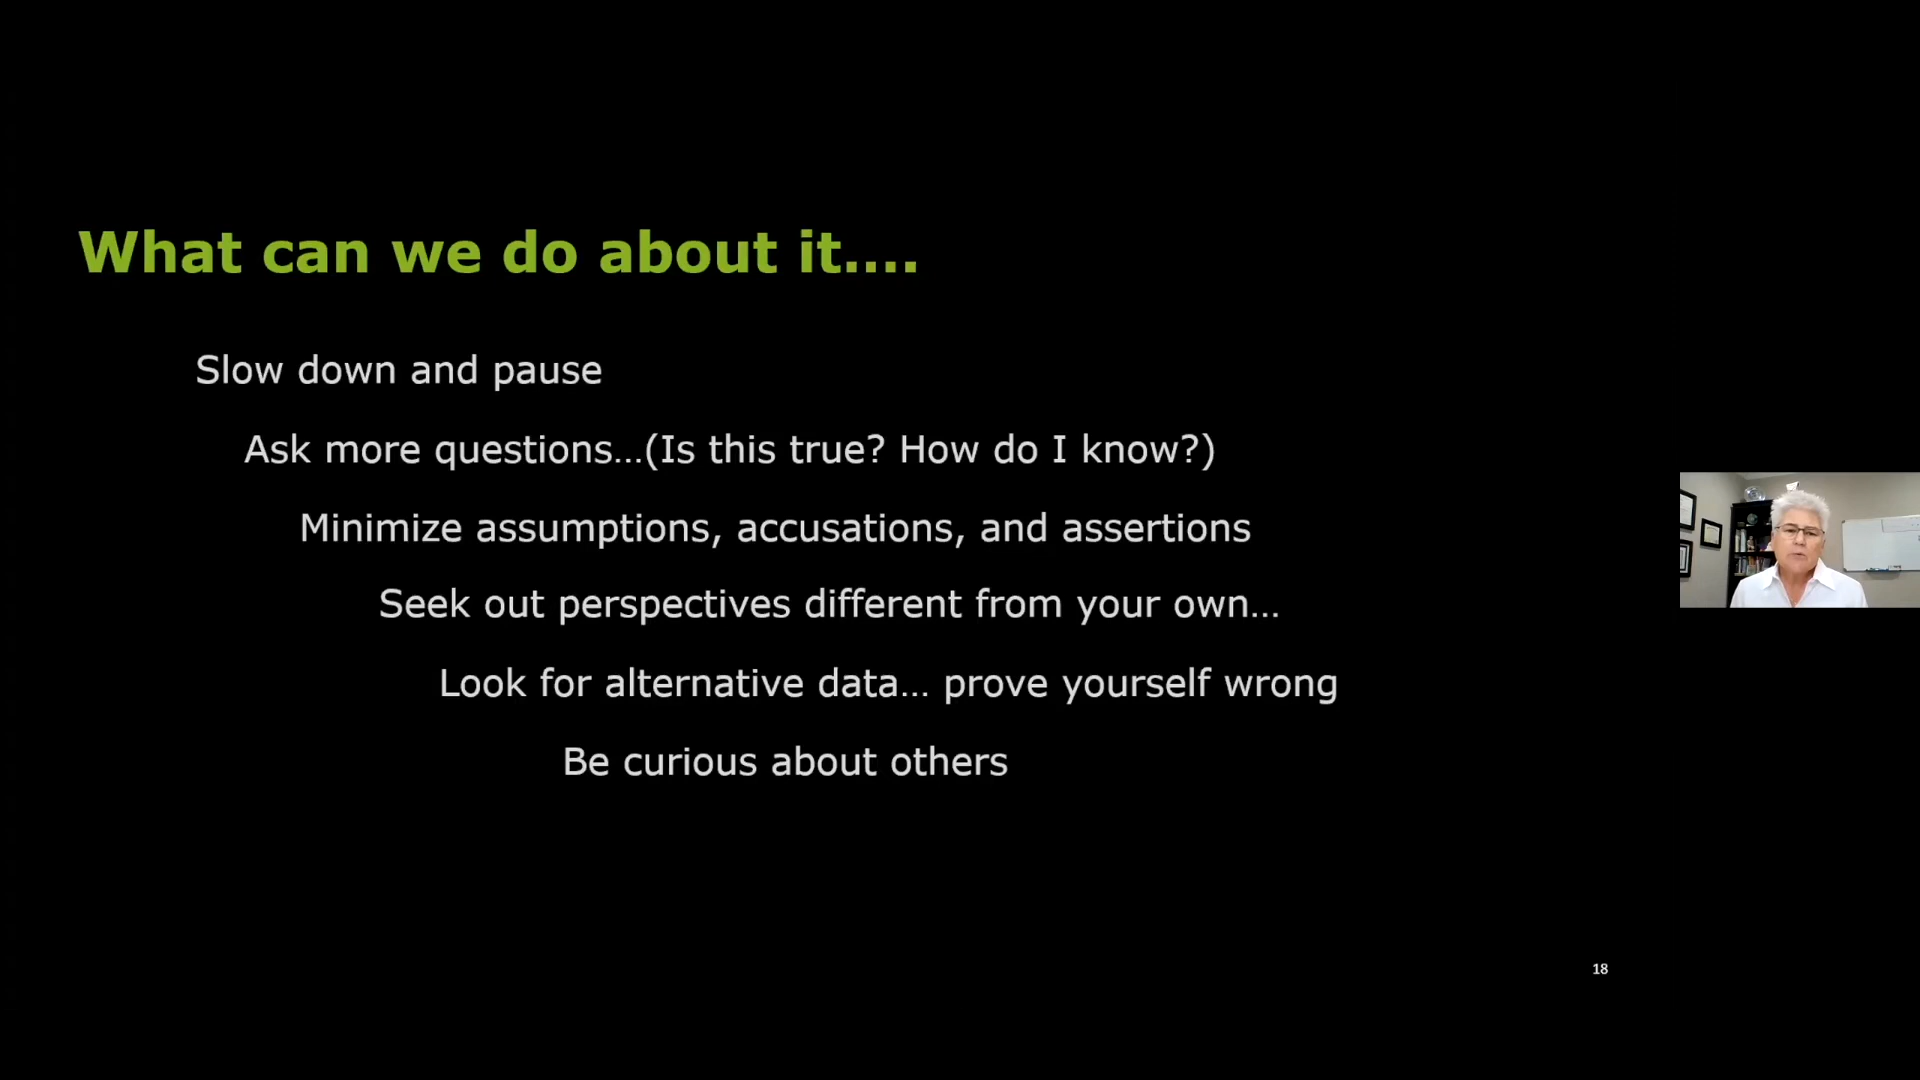 What can we do about it....
Slow down and pause
Ask more questions...(Is this true? How do I know?)
Minimize assumptions, accusations, and assertions
Seek out perspectives different from your own...
Look for alternative data... prove yourself wrong
Be curious about others
18